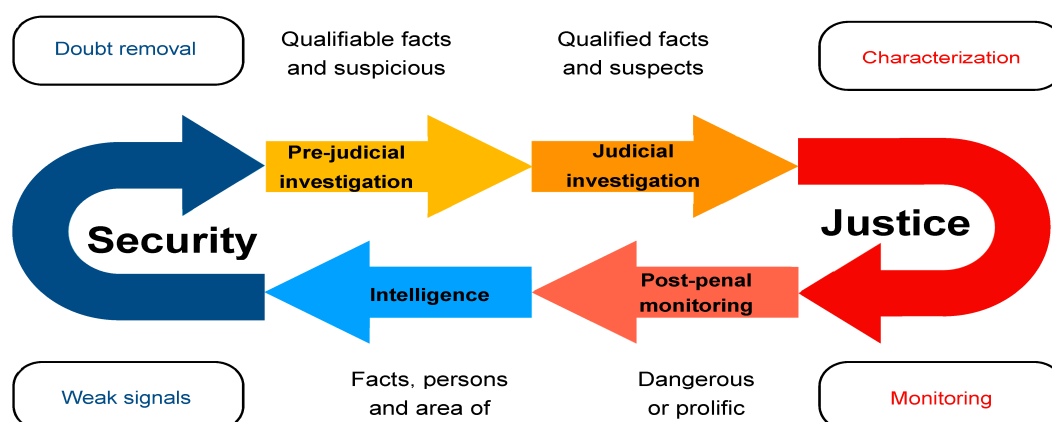 Doubt removal
Qualifiable facts
and suspicious
Qualified facts
and suspects
Characterization
Pre-judicial
investigation
Judicial
investigation
Security
Justice
Intelligence
Post-penal
monitoring
Weak signals
Facts, persons
and area of
Dangerous
or prolific
Monitoring